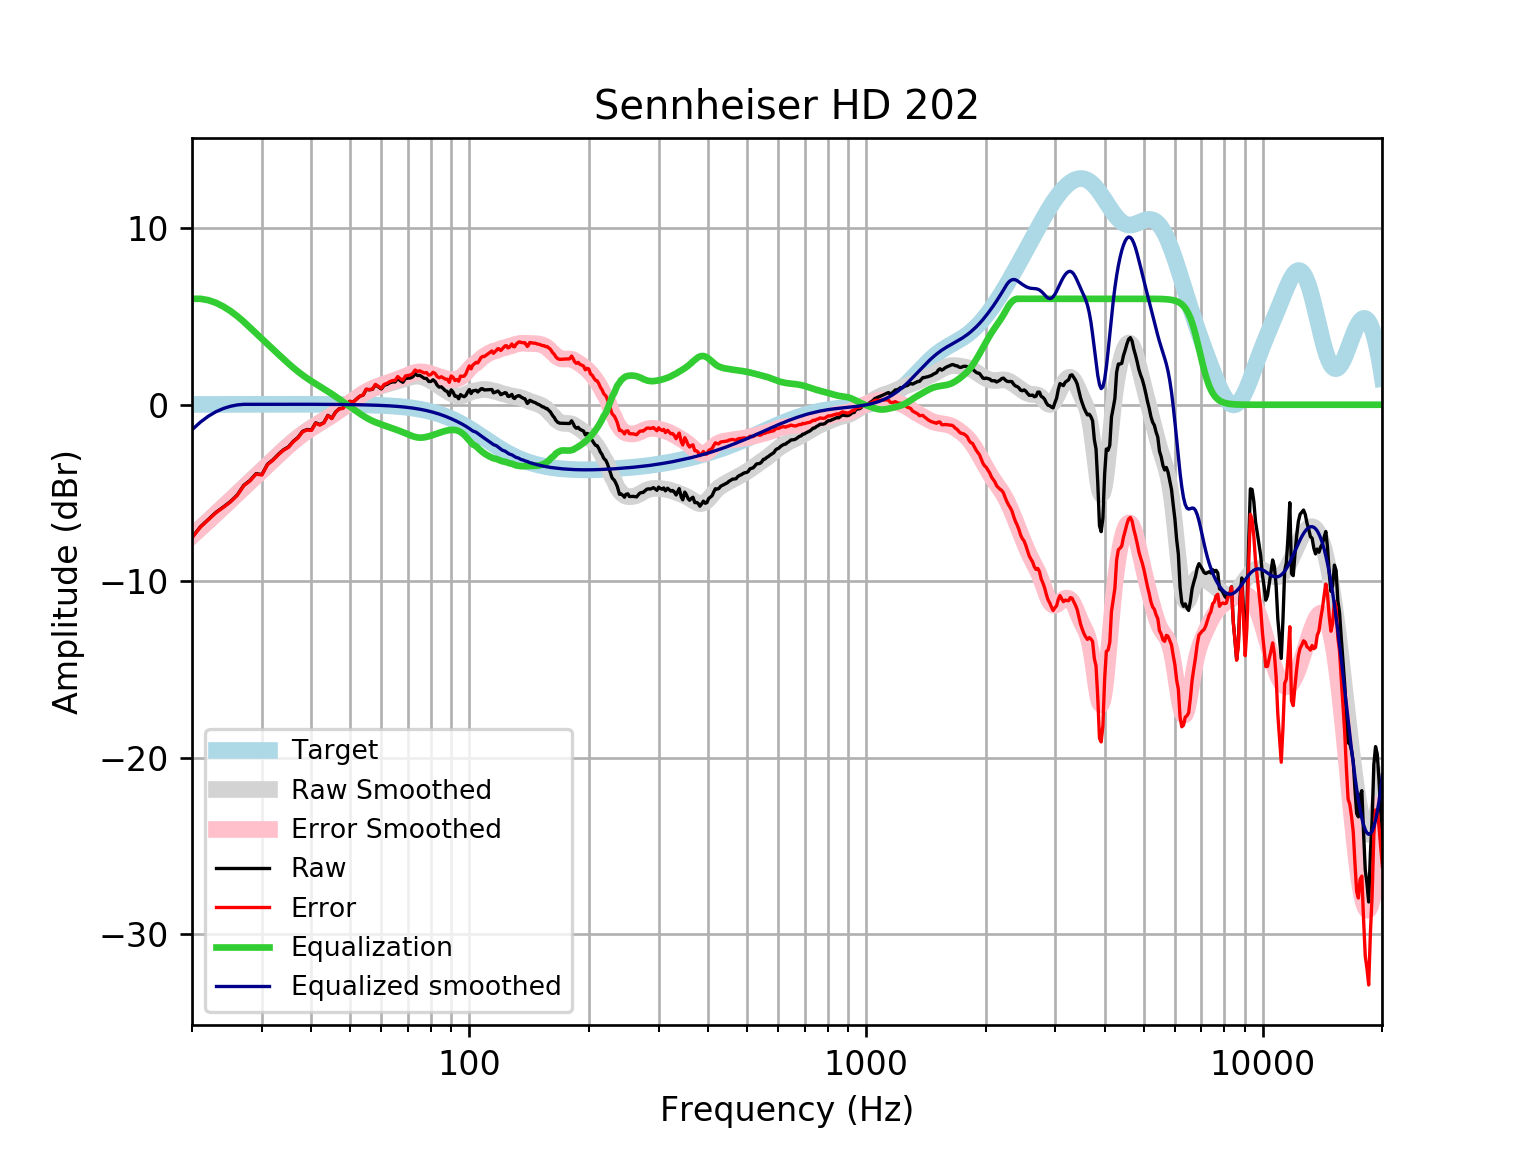 Sennheiser HD 202
Amplitude (dBr)
10
0
−10
−20
−30
Target
Raw Smoothed
Error Smoothed
Raw
Error
Equalization
Equalized smoothed
100
1000
10000
Frequency (Hz)